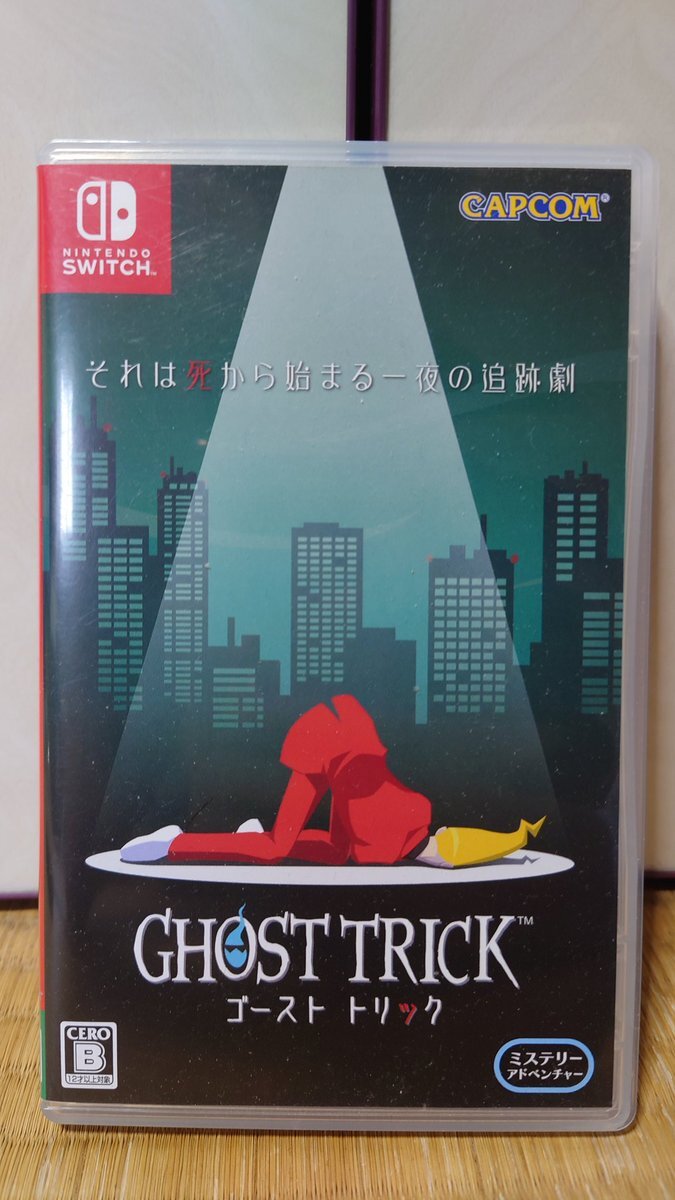 NINTENDO
SWITCH™
CAPCOM®
それは死から始まる一夜の追跡劇
GHOST TRICK™
ゴースト トリック
CERO
B
12才以上対象
ミステリー
アドベンチャー